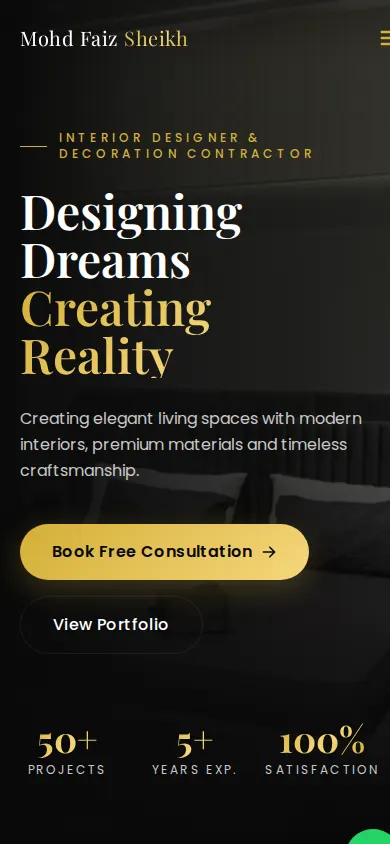 Mohd Faiz Sheikh
INTERIOR DESIGNER &
DECORATION CONTRACTOR
Designing
Dreams
Creating
Reality
Creating elegant living spaces with modern
interiors, premium materials and timeless
craftsmanship.
Book Free Consultation →
View Portfolio
50+ 5+ 100%
PROJECTS YEARS EXP. SATISFACTION